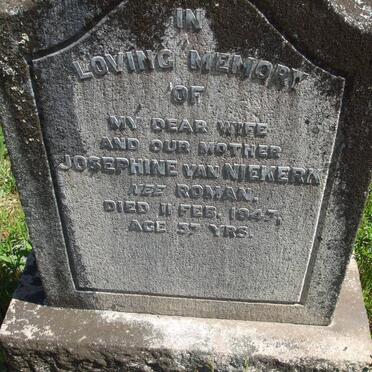 IN
LOVING MEMORY
OF
MY DEAR WIFE
AND OUR MOTHER
JOSEPHINE VAN NIEKERK
NEE ROMAN.
DIED 11 FEB. 1947,
AGE 57 YRS.